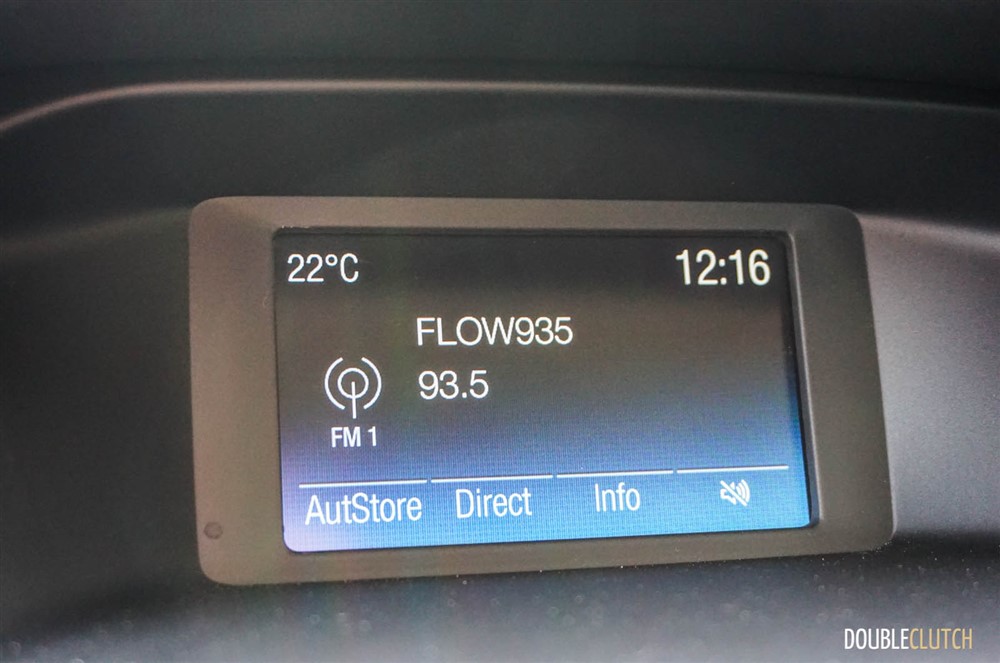 22°C 12:16
FLOW935
93.5
FM 1
AutStore Direct Info
DOUBLECLUTCH